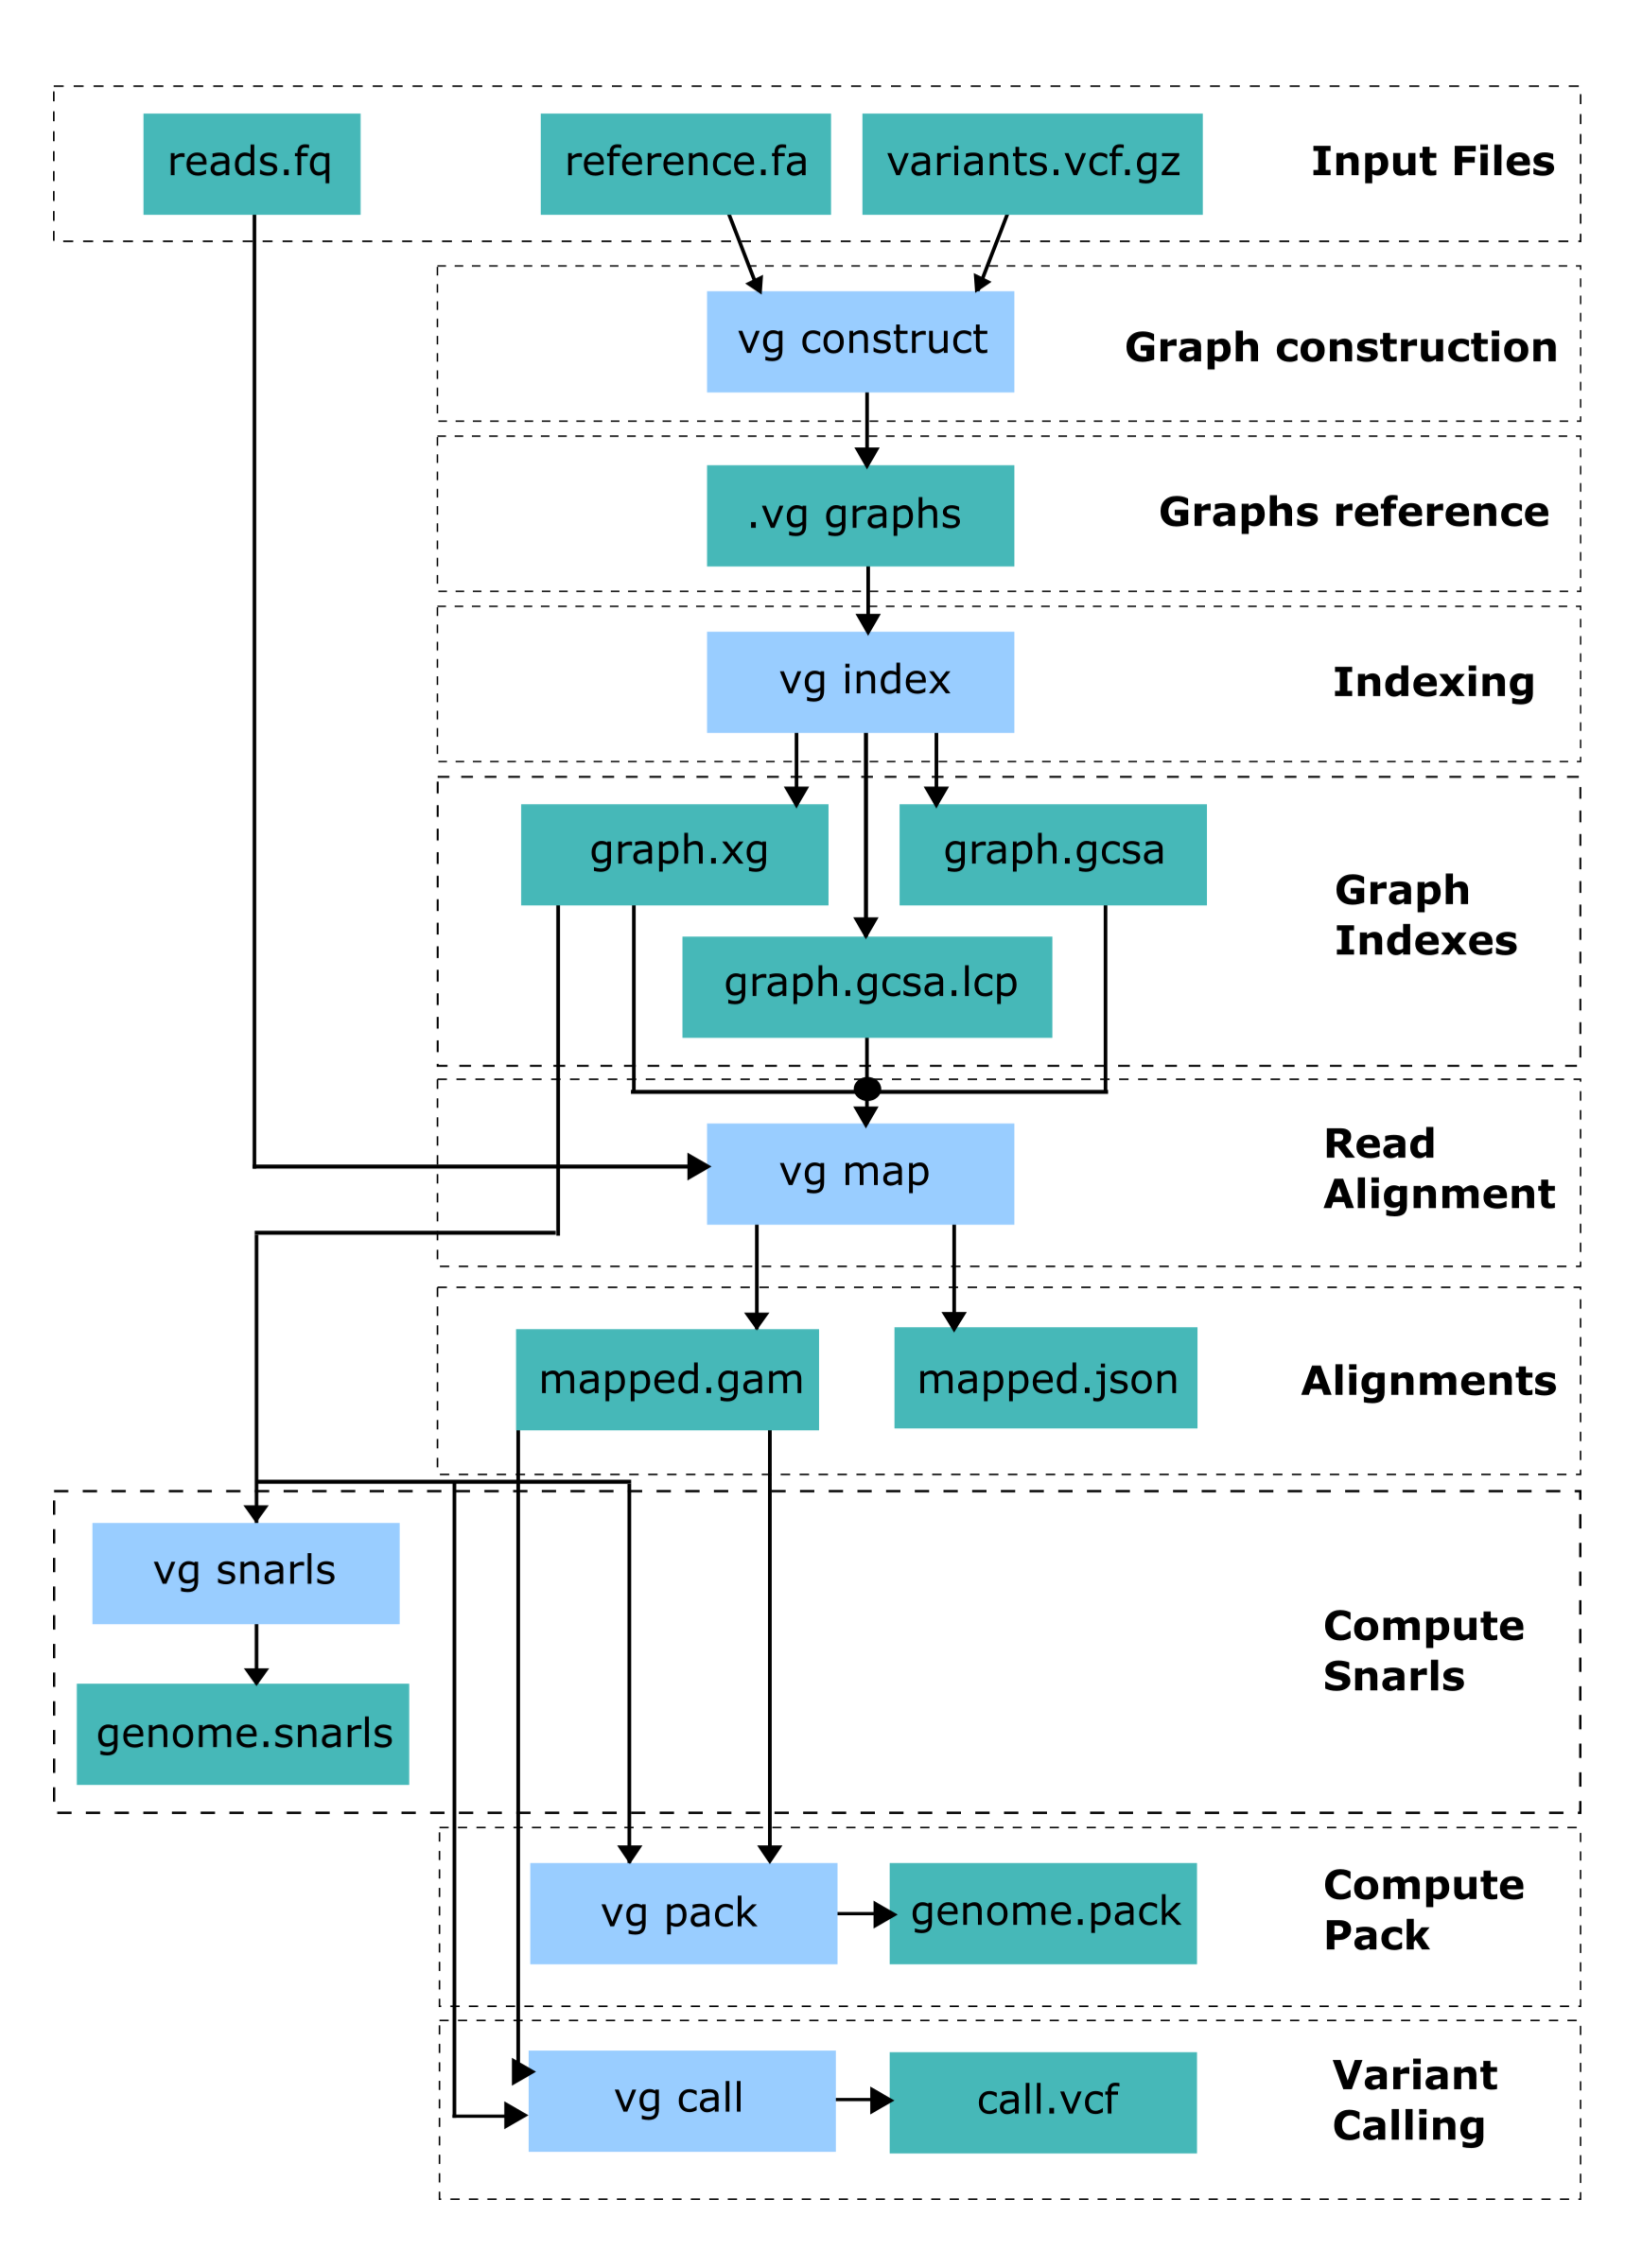 reads.fq
reference.fa
variants.vcf.gz
Input Files
vg construct
Graph construction
.vg graphs
Graphs reference
vg index
Indexing
graph.xg
graph.gcsa
graph.gcsa.lcp
Graph
Indexes
vg map
Read
Alignment
mapped.gam
mapped.json
Alignments
vg snarls
genome.snarls
Compute
Snarls
vg pack
genome.pack
Compute
Pack
vg call
call.vcf
Variant
Calling